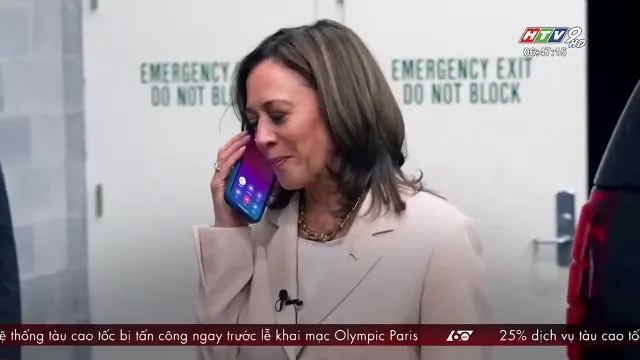 HTV9 HD
06:47:15
EMERGENCY EXIT
DO NOT BLOCK
EMERGENCY EXIT
DO NOT BLOCK
ệ thống tàu cao tốc bị tấn công ngay trước lễ khai mạc Olympic Paris
60
25% dịch vụ tàu cao tố